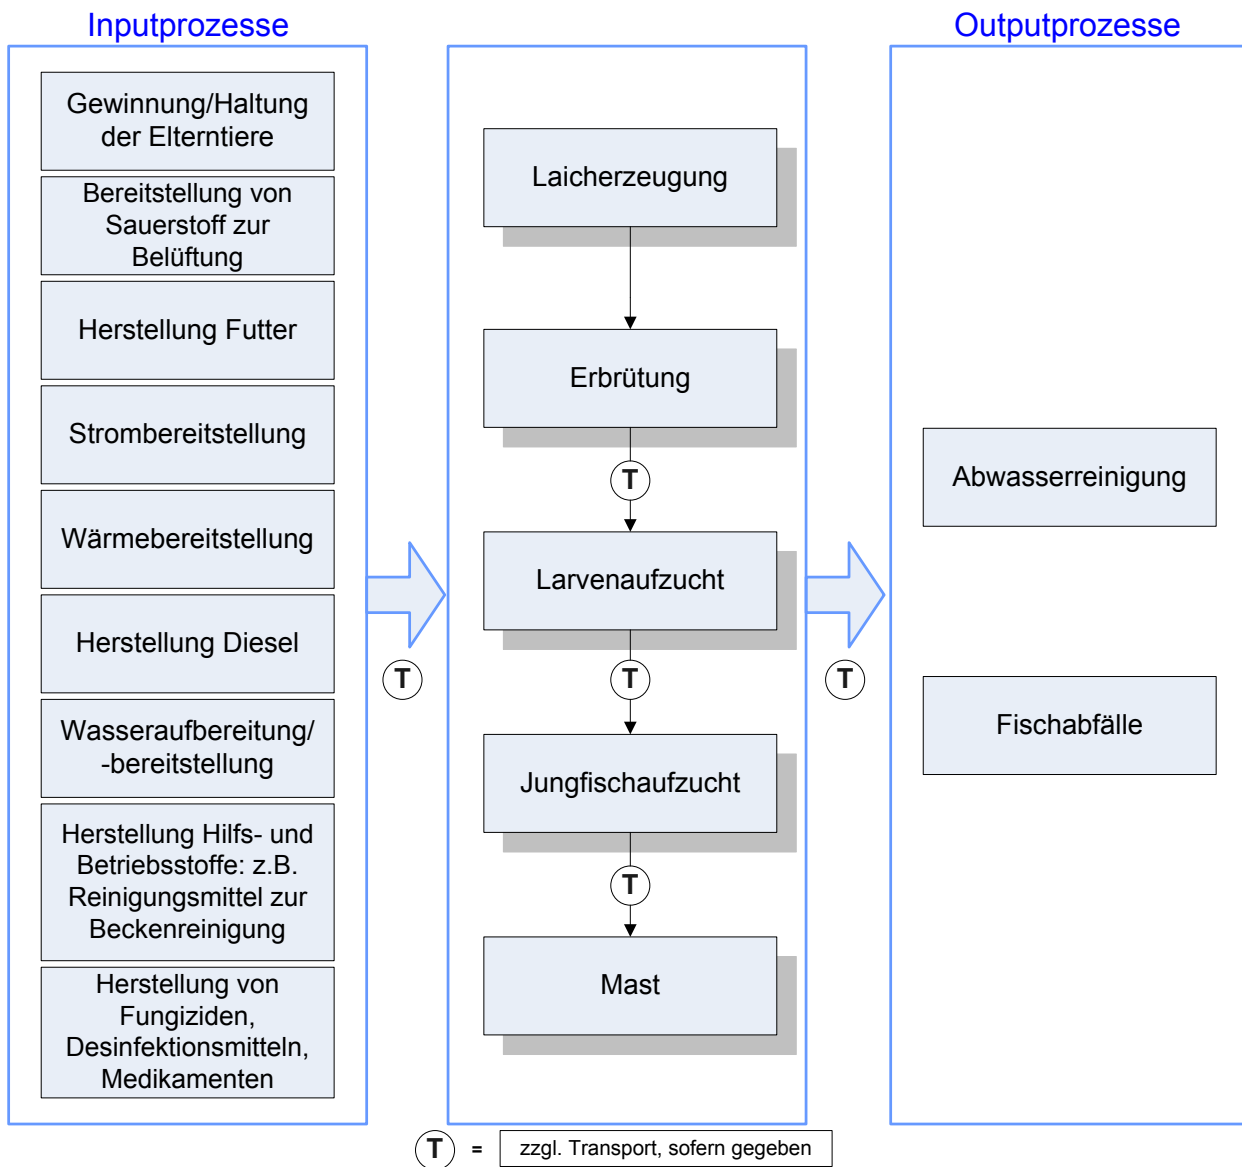 Inputprozesse
Gewinnung/Haltung
der Elterntiere
Bereitstellung von
Sauerstoff zur
Belüftung
Herstellung Futter
Strombereitstellung
Wärmebereitstellung
Herstellung Diesel
Wasseraufbereitung/
-bereitstellung
Herstellung Hilfs- und
Betriebsstoffe: z.B.
Reinigungsmittel zur
Beckenreinigung
Herstellung von
Fungiziden,
Desinfektionsmitteln,
Medikamenten
T
Laicherzeugung
Erbrütung
T
Larvenaufzucht
T
Jungfischaufzucht
T
Mast
T
Outputprozesse
Abwasserreinigung
Fischabfälle
T = zzgl. Transport, sofern gegeben